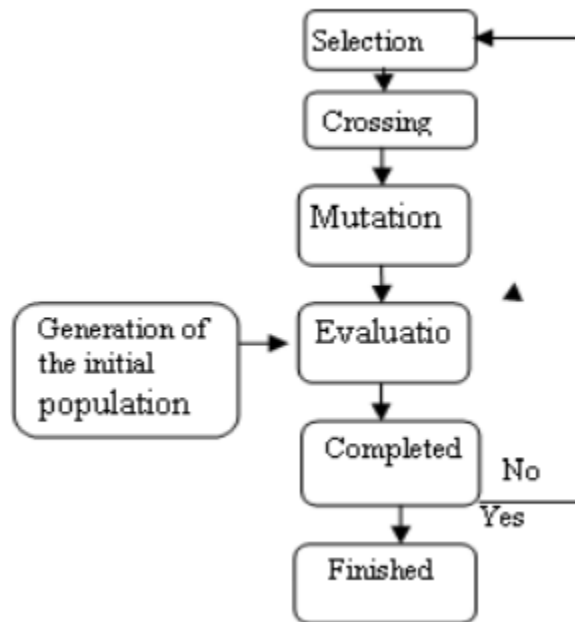 Selection
Crossing
Mutation
Generation of
the initial
population
Evaluatio
Completed
No
Yes
Finished